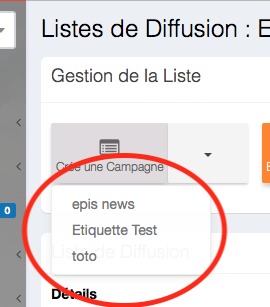 Listes de Diffusion : E
Gestion de la Liste
Crée une Campagne
epis news
Etiquette Test
toto
0
Liste de Diffusion
Détails